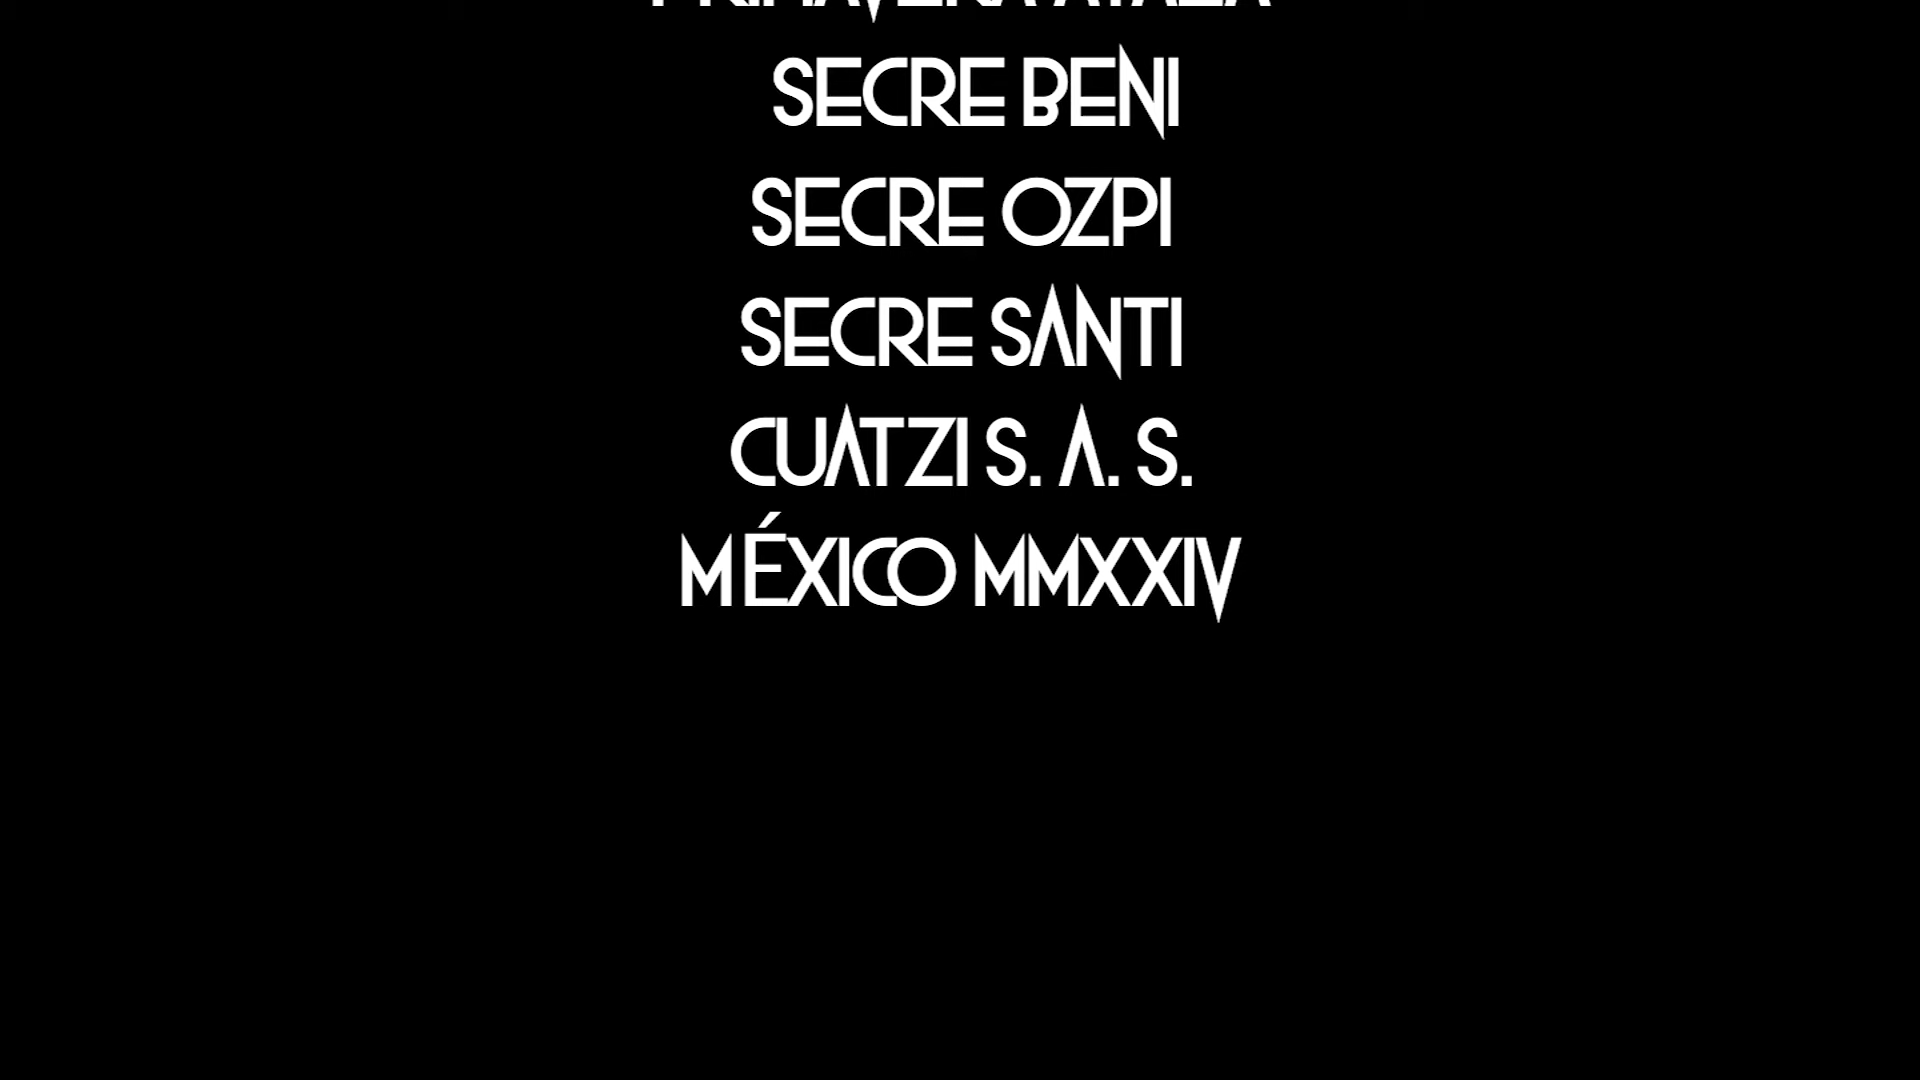 SECRE BENI
SECRE OZPI
SECRE SANTI
CUATZI S. A. S.
MÉXICO MMXXIV